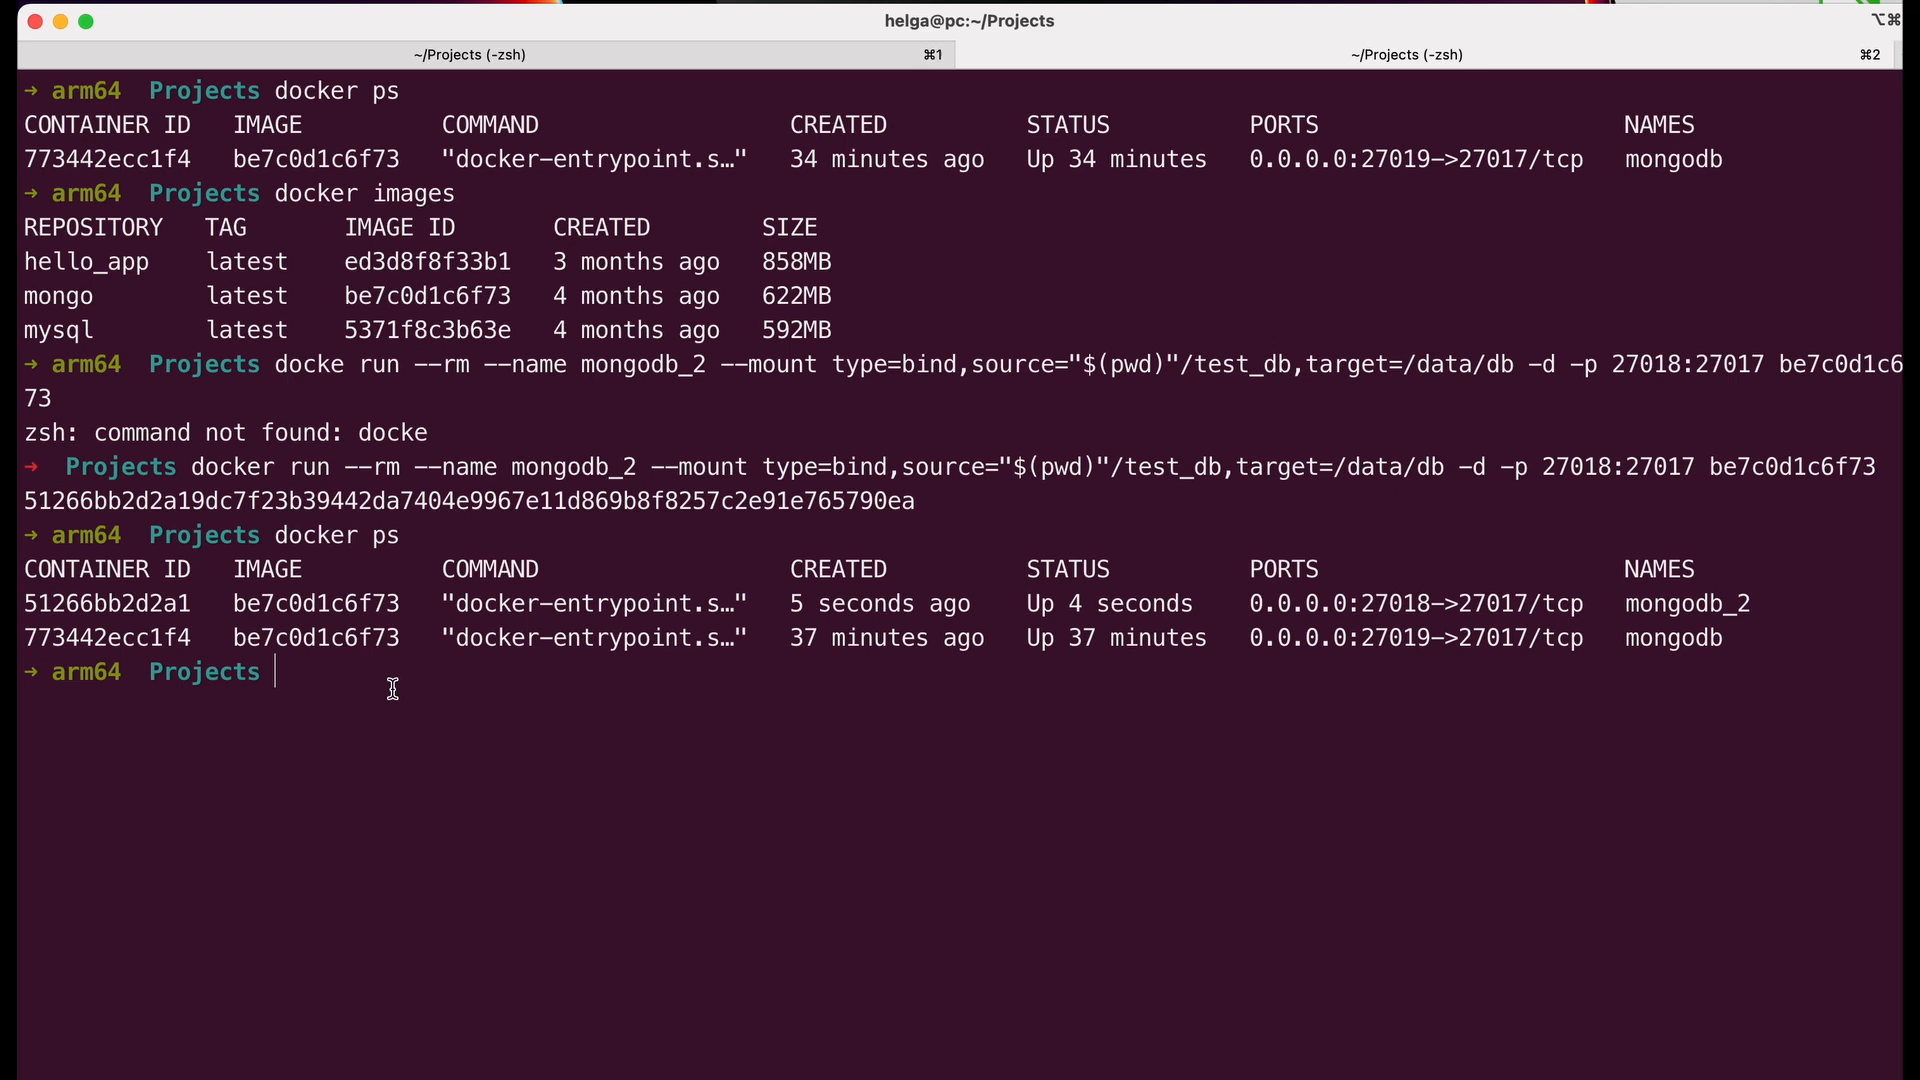 helga@pc:~/Projects ⌥⌘
~/Projects (-zsh) ⌘1 ~/Projects (-zsh) ⌘2
→ arm64 Projects docker ps
CONTAINER ID IMAGE COMMAND CREATED STATUS PORTS NAMES
773442ecc1f4 be7c0d1c6f73 "docker-entrypoint.s…" 34 minutes ago Up 34 minutes 0.0.0.0:27019->27017/tcp mongodb
→ arm64 Projects docker images
REPOSITORY TAG IMAGE ID CREATED SIZE
hello_app latest ed3d8f8f33b1 3 months ago 858MB
mongo latest be7c0d1c6f73 4 months ago 622MB
mysql latest 5371f8c3b63e 4 months ago 592MB
→ arm64 Projects docke run --rm --name mongodb_2 --mount type=bind,source="$(pwd)"/test_db,target=/data/db -d -p 27018:27017 be7c0d1c6f
73
zsh: command not found: docke
→ Projects docker run --rm --name mongodb_2 --mount type=bind,source="$(pwd)"/test_db,target=/data/db -d -p 27018:27017 be7c0d1c6f73
51266bb2d2a19dc7f23b39442da7404e9967e11d869b8f8257c2e91e765790ea
→ arm64 Projects docker ps
CONTAINER ID IMAGE COMMAND CREATED STATUS PORTS NAMES
51266bb2d2a1 be7c0d1c6f73 "docker-entrypoint.s…" 5 seconds ago Up 4 seconds 0.0.0.0:27018->27017/tcp mongodb_2
773442ecc1f4 be7c0d1c6f73 "docker-entrypoint.s…" 37 minutes ago Up 37 minutes 0.0.0.0:27019->27017/tcp mongodb
→ arm64 Projects